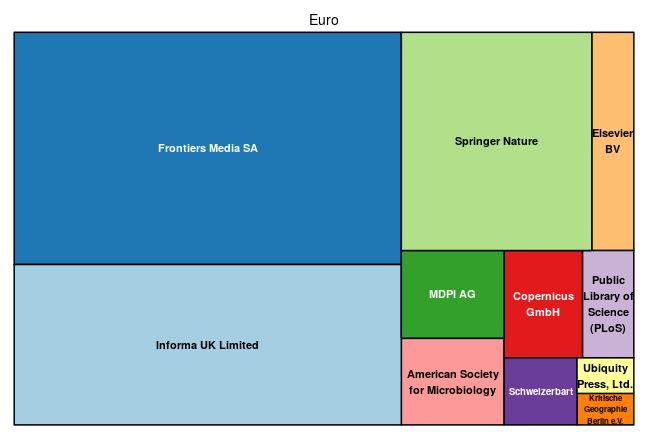 Euro
Frontiers Media SA
Springer Nature
Elsevier
BV
Informa UK Limited
MDPI AG
American Society
for Microbiology
Copernicus
GmbH
Public
Library of
Science
(PLoS)
Schweizerbart
Ubiquity
Press, Ltd.
Kritische
Geographie
Berlin e.V.